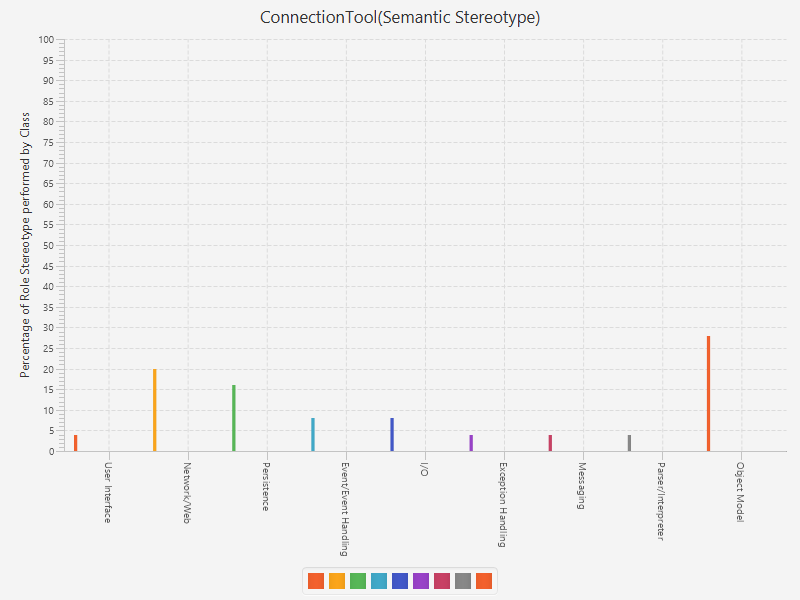 ConnectionTool(Semantic Stereotype)
Percentage of Role Stereotype performed by Class
100
95
90
85
80
75
70
65
60
55
50
45
40
35
30
25
20
15
10
5
0
User Interface
Network/Web
Persistence
Event/Event Handling
I/O
Exception Handling
Messaging
Parser/Interpreter
Object Model